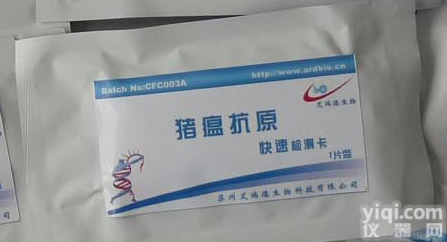 Batch No:CFC003A
http://www.ardbio.cn
艾瑞德生物
猪瘟抗原
快速检测卡
1片装
苏州艾瑞德生物科技有限公司
yiqi.com
仪器网